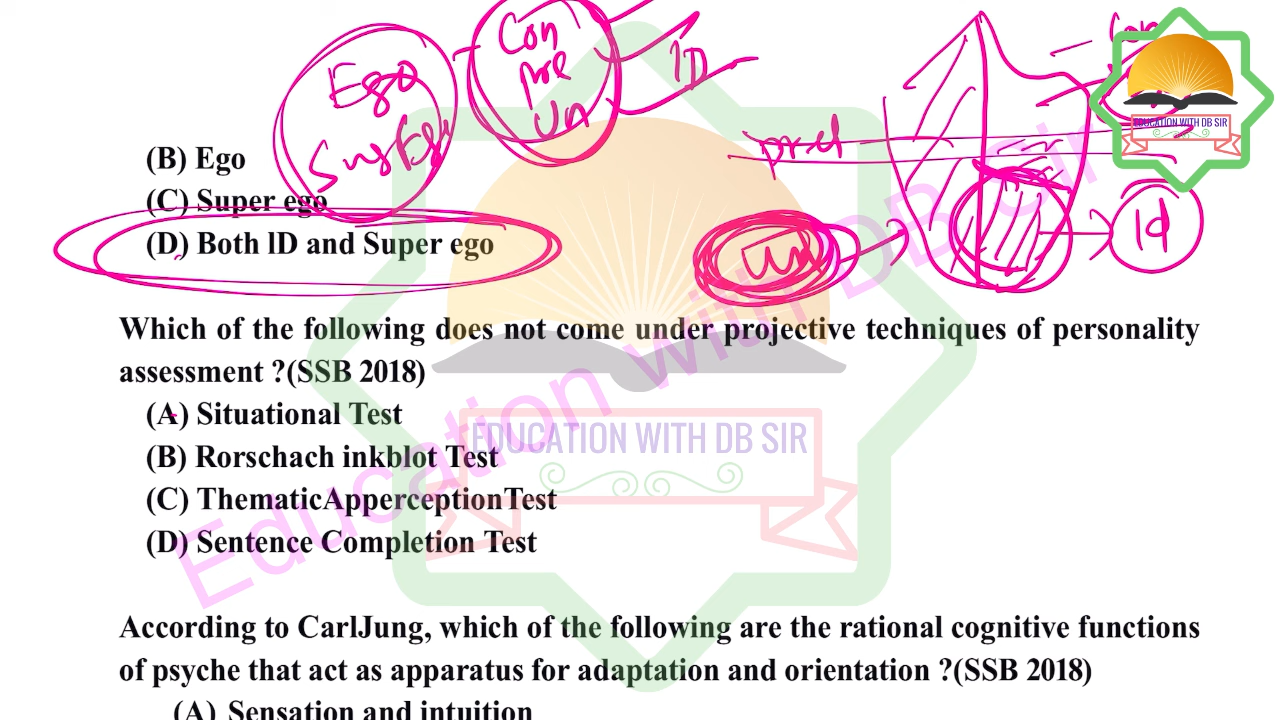 Con
pre
Un
Ego
ID
pred
Un
Id
EDUCATION WITH DB SIR
(B) Ego
(C) Super ego
(D) Both lD and Super ego
Which of the following does not come under projective techniques of personality
assessment ?(SSB 2018)
(A) Situational Test
(B) Rorschach inkblot Test
(C) ThematicApperceptionTest
(D) Sentence Completion Test
According to CarlJung, which of the following are the rational cognitive functions
of psyche that act as apparatus for adaptation and orientation ?(SSB 2018)
(A) Sensation and intuition
EDUCATION WITH DB SIR
Education with DB sir